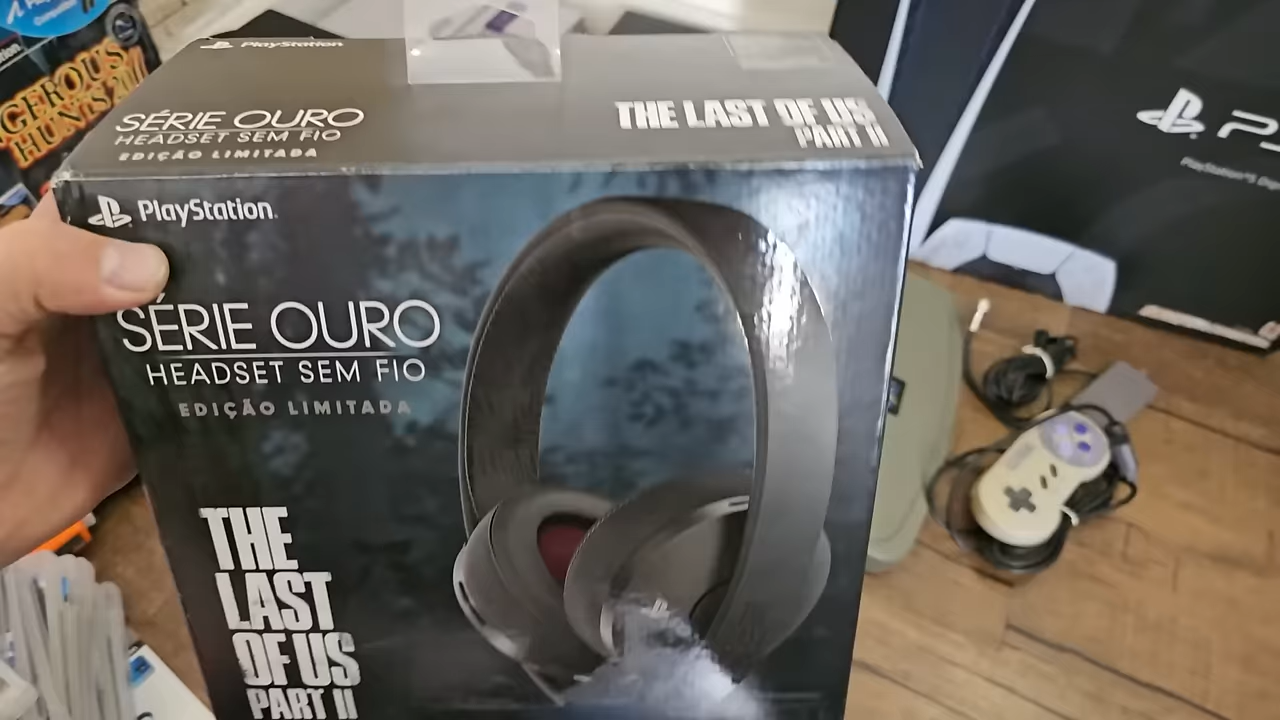 PlayStation
SÉRIE OURO
HEADSET SEM FIO
EDIÇÃO LIMITADA
THE LAST OF US
PART II
PlayStation
SÉRIE OURO
HEADSET SEM FIO
EDIÇÃO LIMITADA
THE
LAST
OF US
PART II
GEROUS
HUNTS